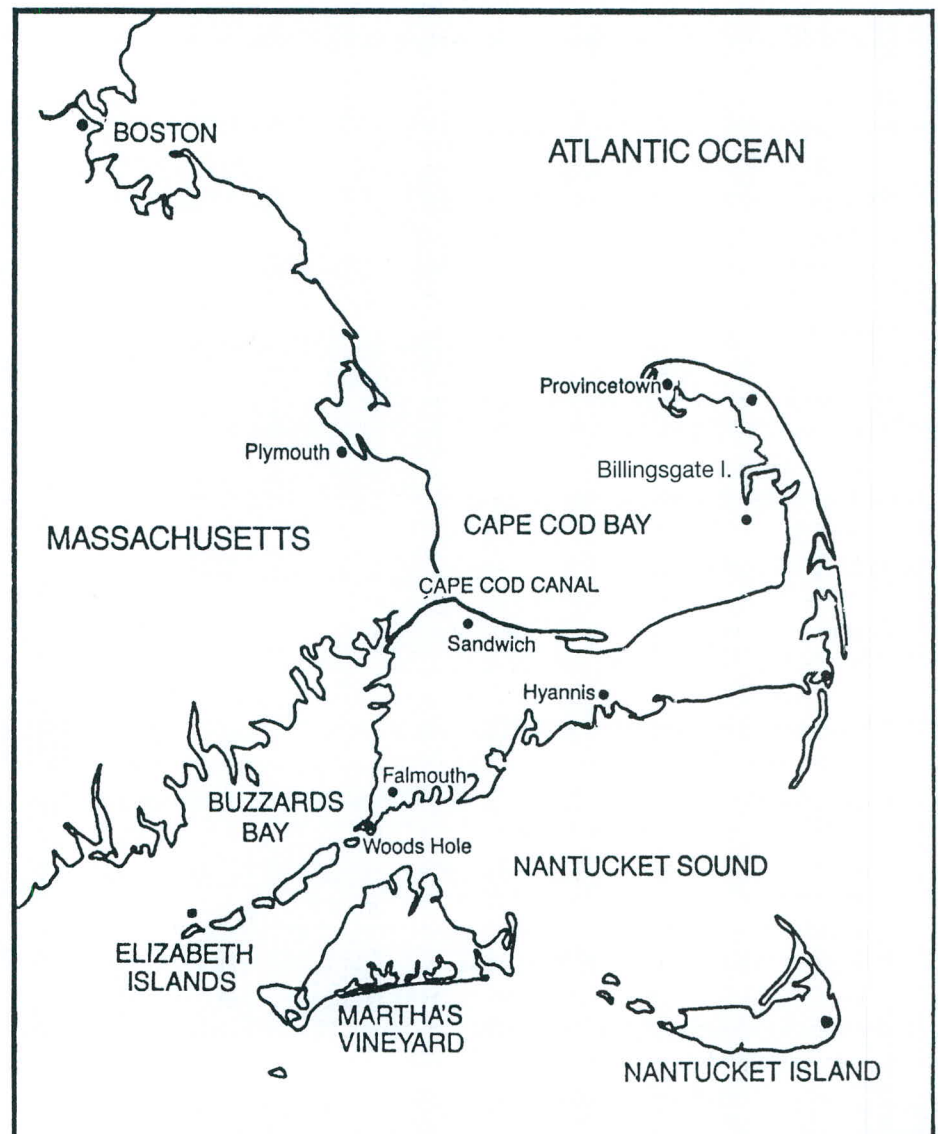 BOSTON
ATLANTIC OCEAN
Provincetown
Plymouth
Billingsgate I.
MASSACHUSETTS
CAPE COD BAY
CAPE COD CANAL
Sandwich
Hyannis
Falmouth
BUZZARDS
BAY
Woods Hole
NANTUCKET SOUND
ELIZABETH
ISLANDS
MARTHA'S
VINEYARD
NANTUCKET ISLAND